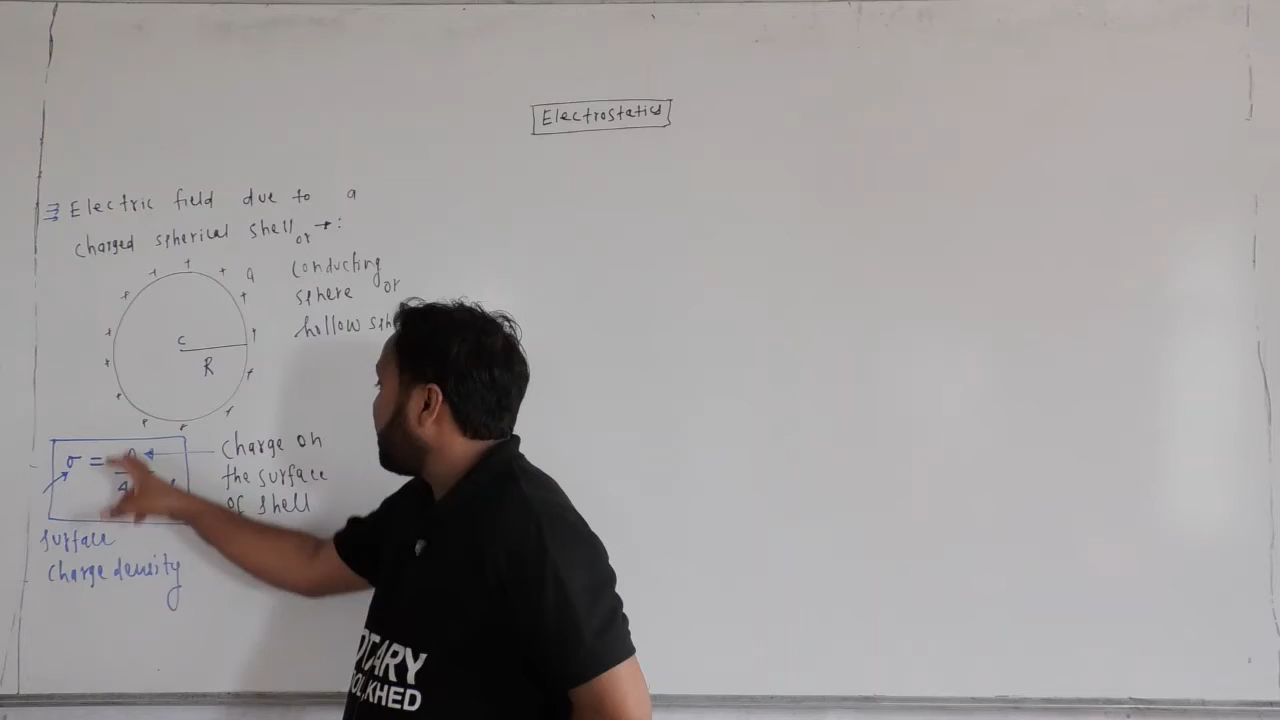 Electrostatics
Electric field due to a
charged spherical shell or →:
conducting
sphere or
hollow
q
C
R
σ =
charge on
the surface
of shell
surface
charge density
KHED